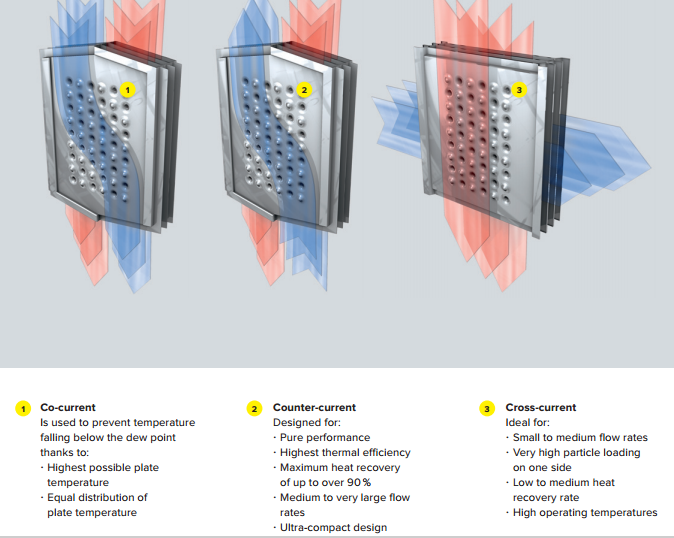 1
2
3
1 Co-current
Is used to prevent temperature
falling below the dew point
thanks to:
· Highest possible plate
temperature
· Equal distribution of
plate temperature
2 Counter-current
Designed for:
· Pure performance
· Highest thermal efficiency
· Maximum heat recovery
of up to over 90 %
· Medium to very large flow
rates
· Ultra-compact design
3 Cross-current
Ideal for:
· Small to medium flow rates
· Very high particle loading
on one side
· Low to medium heat
recovery rate
· High operating temperatures